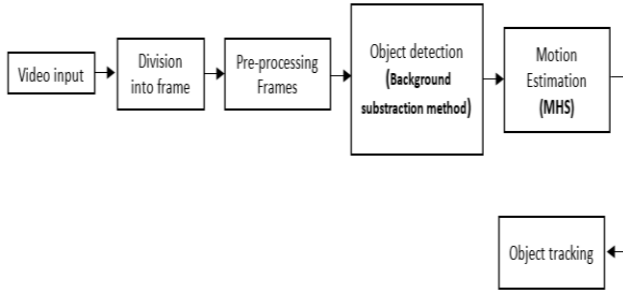 Video input
Division
into frame
Pre-processing
Frames
Object detection
(Background
substraction method)
Motion
Estimation
(MHS)
Object tracking